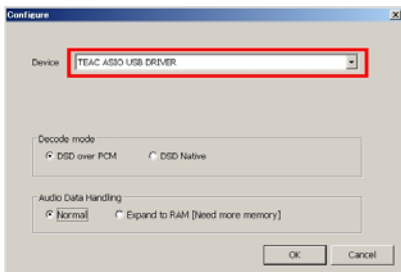 Configure
Device TEAC ASIO USB DRIVER
Decode mode
DSD over PCM DSD Native
Audio Data Handling
Normal Expand to RAM [Need more memory]
OK Cancel